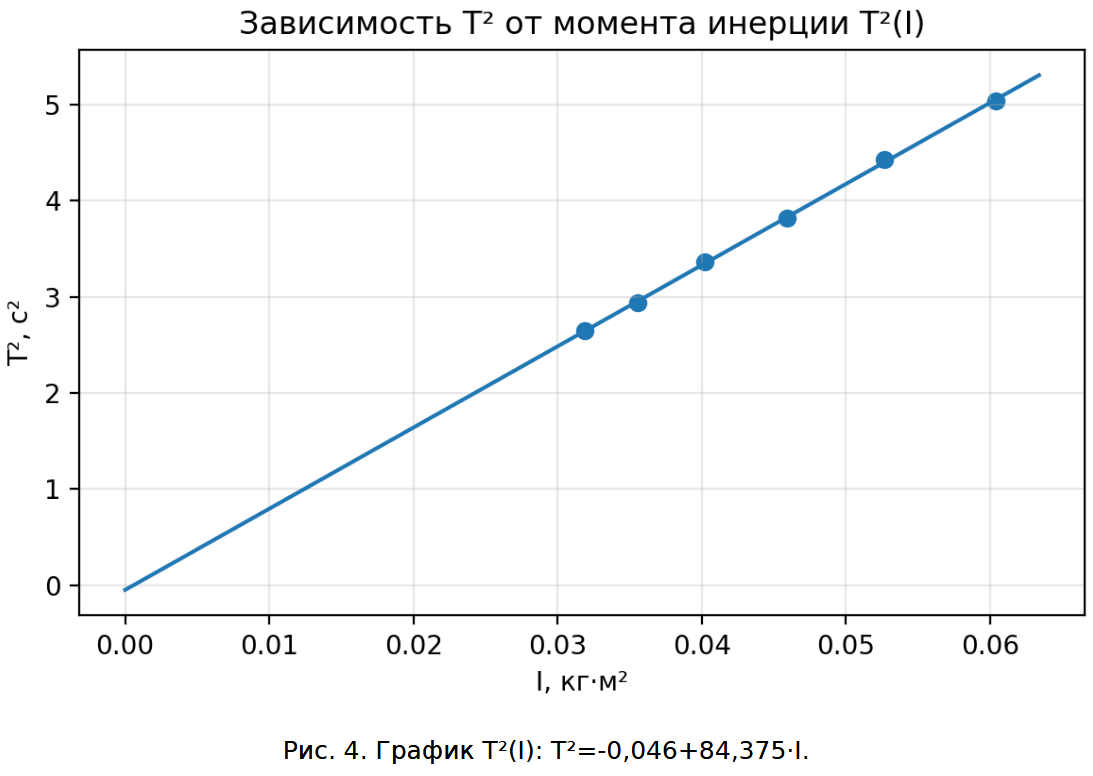 Зависимость T² от момента инерции T²(I)
5
4
3
2
1
0
T², с²
0.00 0.01 0.02 0.03 0.04 0.05 0.06
I, кг·м²
Рис. 4. График T²(I): T²=-0,046+84,375·I.